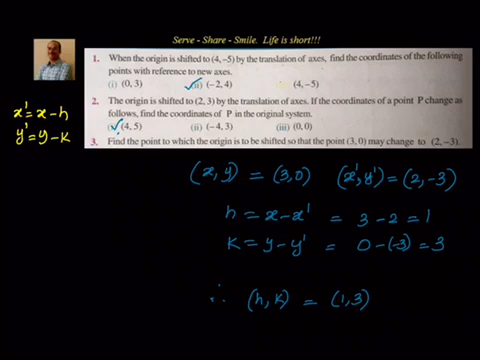 Serve - Share - Smile. Life is short!!!
1. When the origin is shifted to (4, −5) by the translation of axes, find the coordinates of the following
points with reference to new axes.
(i) (0, 3) (ii) (−2, 4) (4, −5)
x' = x − h
y' = y − k
2. The origin is shifted to (2, 3) by the translation of axes. If the coordinates of a point P change as
follows, find the coordinates of P in the original system.
(4, 5) (ii) (−4, 3) (iii) (0, 0)
3. Find the point to which the origin is to be shifted so that the point (3, 0) may change to (2, −3).
(x, y) = (3, 0) (x', y') = (2, −3)
h = x − x' = 3 − 2 = 1
k = y − y' = 0 − (−3) = 3
∴ (h, k) = (1, 3)